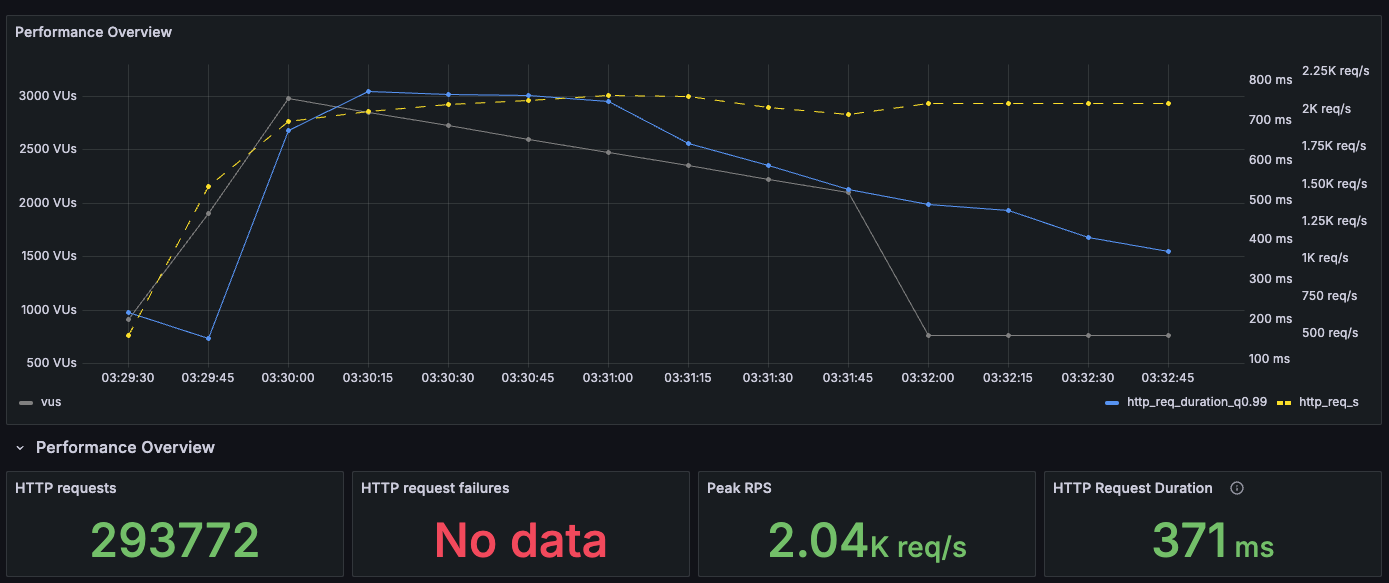 Performance Overview
3000 VUs
2500 VUs
2000 VUs
1500 VUs
1000 VUs
500 VUs
800 ms
700 ms
600 ms
500 ms
400 ms
300 ms
200 ms
100 ms
2.25K req/s
2K req/s
1.75K req/s
1.50K req/s
1.25K req/s
1K req/s
750 req/s
500 req/s
03:29:30 03:29:45 03:30:00 03:30:15 03:30:30 03:30:45 03:31:00 03:31:15 03:31:30 03:31:45 03:32:00 03:32:15 03:32:30 03:32:45
vus http_req_duration_q0.99 http_req_s
Performance Overview
HTTP requests
293772
HTTP request failures
No data
Peak RPS
2.04K req/s
HTTP Request Duration
371 ms